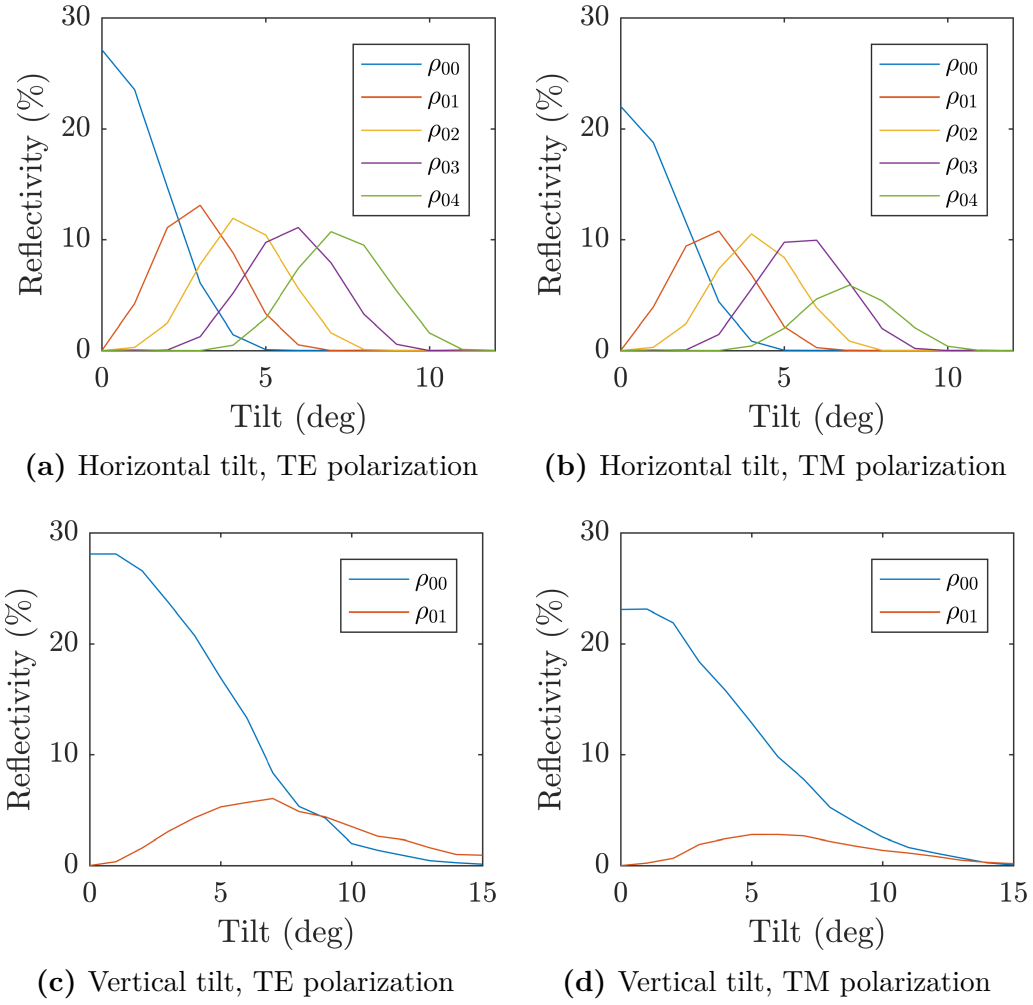 30
20
10
0
0
5
10
Reflectivity (%)
Tilt (deg)
ρ00
ρ01
ρ02
ρ03
ρ04
(a) Horizontal tilt, TE polarization
30
20
10
0
0
5
10
Reflectivity (%)
Tilt (deg)
ρ00
ρ01
ρ02
ρ03
ρ04
(b) Horizontal tilt, TM polarization
30
20
10
0
0
5
10
15
Reflectivity (%)
Tilt (deg)
ρ00
ρ01
(c) Vertical tilt, TE polarization
30
20
10
0
0
5
10
15
Reflectivity (%)
Tilt (deg)
ρ00
ρ01
(d) Vertical tilt, TM polarization